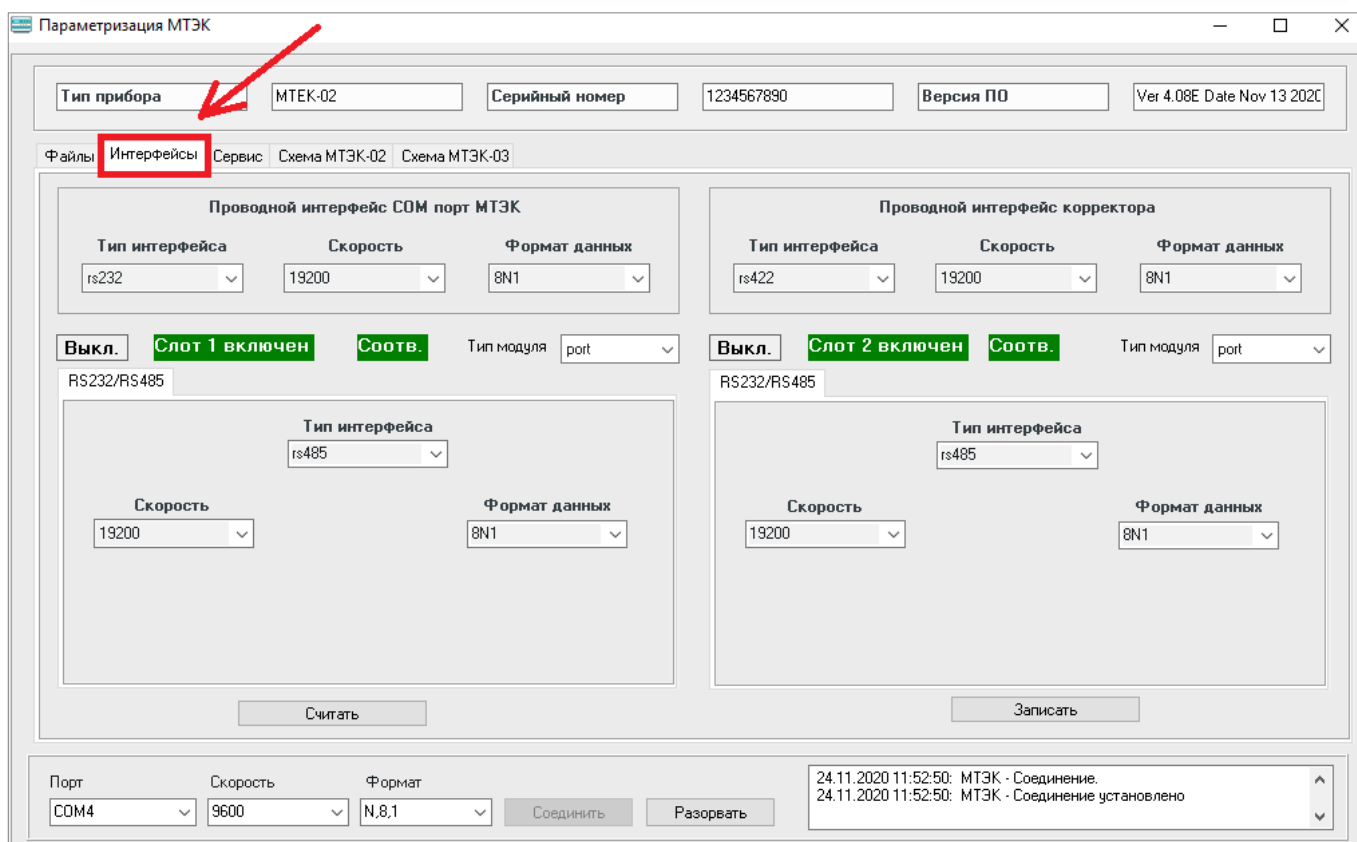 Параметризация МТЭК
Тип прибора MTEK-02 Серийный номер 1234567890 Версия ПО Ver 4.08E Date Nov 13 2020
Файлы Интерфейсы Сервис Схема МТЭК-02 Схема МТЭК-03
Проводной интерфейс COM порт МТЭК
Тип интерфейса Скорость Формат данных
rs232 19200 8N1
Проводной интерфейс корректора
Тип интерфейса Скорость Формат данных
rs422 19200 8N1
Выкл. Слот 1 включен Соотв. Тип модуля port
RS232/RS485
Тип интерфейса
rs485
Скорость Формат данных
19200 8N1
Считать
Выкл. Слот 2 включен Соотв. Тип модуля port
RS232/RS485
Тип интерфейса
rs485
Скорость Формат данных
19200 8N1
Записать
Порт Скорость Формат
COM4 9600 N,8,1 Соединить Разорвать
24.11.2020 11:52:50: МТЭК - Соединение.
24.11.2020 11:52:50: МТЭК - Соединение установлено